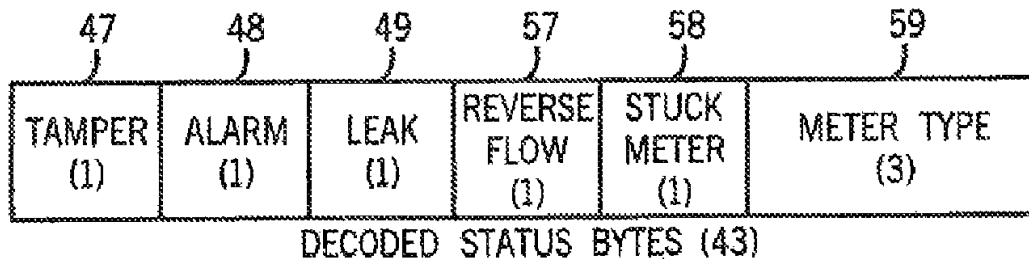 47 48 49 57 58 59
TAMPER (1)
ALARM (1)
LEAK (1)
REVERSE FLOW (1)
STUCK METER (1)
METER TYPE (3)
DECODED STATUS BYTES (43)